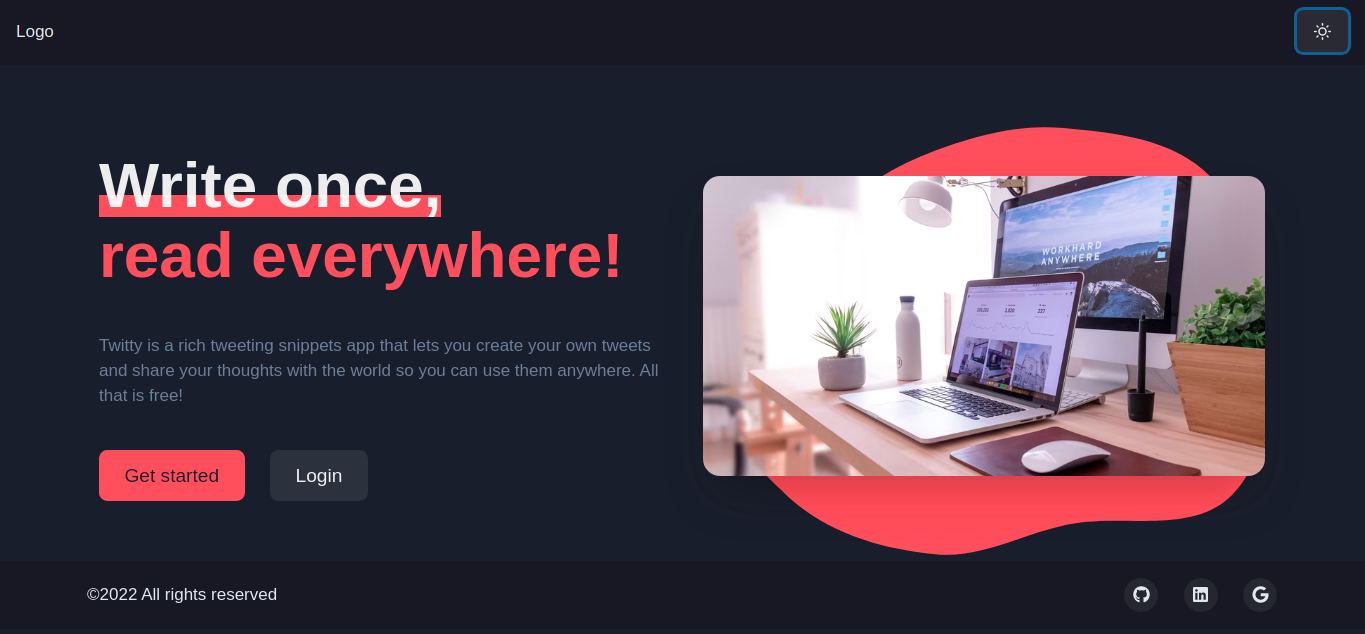 Logo
Write once,
read everywhere!
WORKHARD
ANYWHERE
Twitty is a rich tweeting snippets app that lets you create your own tweets
and share your thoughts with the world so you can use them anywhere. All
that is free!
Get started
Login
©2022 All rights reserved